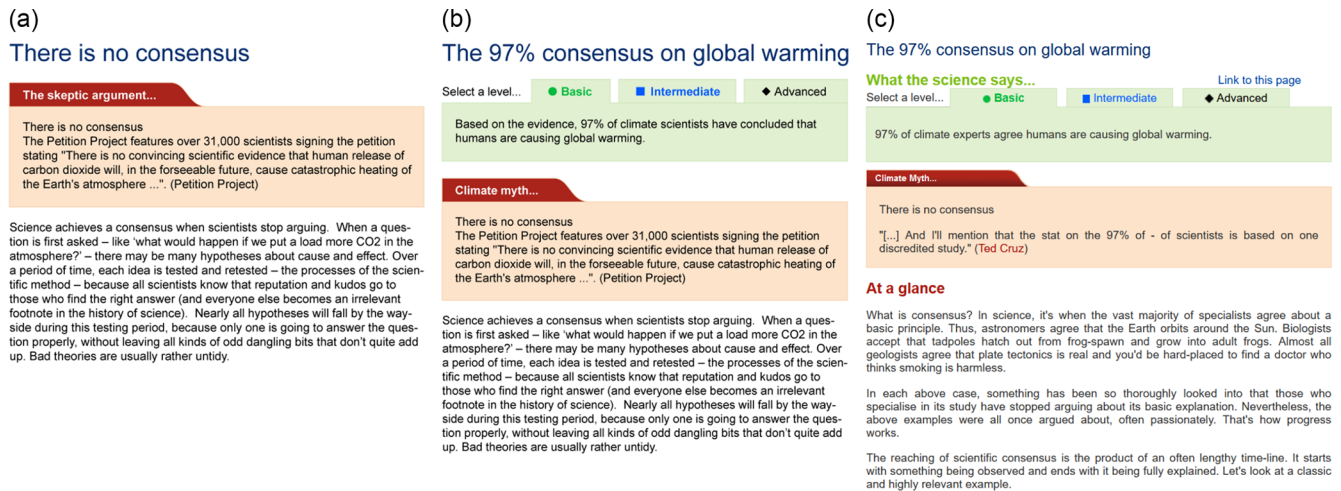 (a)
There is no consensus
The skeptic argument...
There is no consensus
The Petition Project features over 31,000 scientists signing the petition
stating "There is no convincing scientific evidence that human release of
carbon dioxide will, in the forseeable future, cause catastrophic heating of
the Earth's atmosphere ...". (Petition Project)
Science achieves a consensus when scientists stop arguing.  When a ques-
tion is first asked – like ‘what would happen if we put a load more CO2 in the
atmosphere?’ – there may be many hypotheses about cause and effect. Over
a period of time, each idea is tested and retested – the processes of the scien-
tific method – because all scientists know that reputation and kudos go to
those who find the right answer (and everyone else becomes an irrelevant
footnote in the history of science).  Nearly all hypotheses will fall by the way-
side during this testing period, because only one is going to answer the ques-
tion properly, without leaving all kinds of odd dangling bits that don’t quite add
up. Bad theories are usually rather untidy.
(b)
The 97% consensus on global warming
Select a level... Basic Intermediate Advanced
Based on the evidence, 97% of climate scientists have concluded that
humans are causing global warming.
Climate myth...
There is no consensus
The Petition Project features over 31,000 scientists signing the petition
stating "There is no convincing scientific evidence that human release of
carbon dioxide will, in the forseeable future, cause catastrophic heating of
the Earth's atmosphere ...". (Petition Project)
Science achieves a consensus when scientists stop arguing.  When a ques-
tion is first asked – like ‘what would happen if we put a load more CO2 in the
atmosphere?’ – there may be many hypotheses about cause and effect. Over
a period of time, each idea is tested and retested – the processes of the scien-
tific method – because all scientists know that reputation and kudos go to
those who find the right answer (and everyone else becomes an irrelevant
footnote in the history of science).  Nearly all hypotheses will fall by the way-
side during this testing period, because only one is going to answer the ques-
tion properly, without leaving all kinds of odd dangling bits that don’t quite add
up. Bad theories are usually rather untidy.
(c)
The 97% consensus on global warming
What the science says... Link to this page
Select a level... Basic Intermediate Advanced
97% of climate experts agree humans are causing global warming.
Climate Myth...
There is no consensus
"[...] And I'll mention that the stat on the 97% of - of scientists is based on one
discredited study." (Ted Cruz)
At a glance
What is consensus? In science, it's when the vast majority of specialists agree about a
basic principle. Thus, astronomers agree that the Earth orbits around the Sun. Biologists
accept that tadpoles hatch out from frog-spawn and grow into adult frogs. Almost all
geologists agree that plate tectonics is real and you'd be hard-placed to find a doctor who
thinks smoking is harmless.
In each above case, something has been so thoroughly looked into that those who
specialise in its study have stopped arguing about its basic explanation. Nevertheless, the
above examples were all once argued about, often passionately. That's how progress
works.
The reaching of scientific consensus is the product of an often lengthy time-line. It starts
with something being observed and ends with it being fully explained. Let's look at a classic
and highly relevant example.